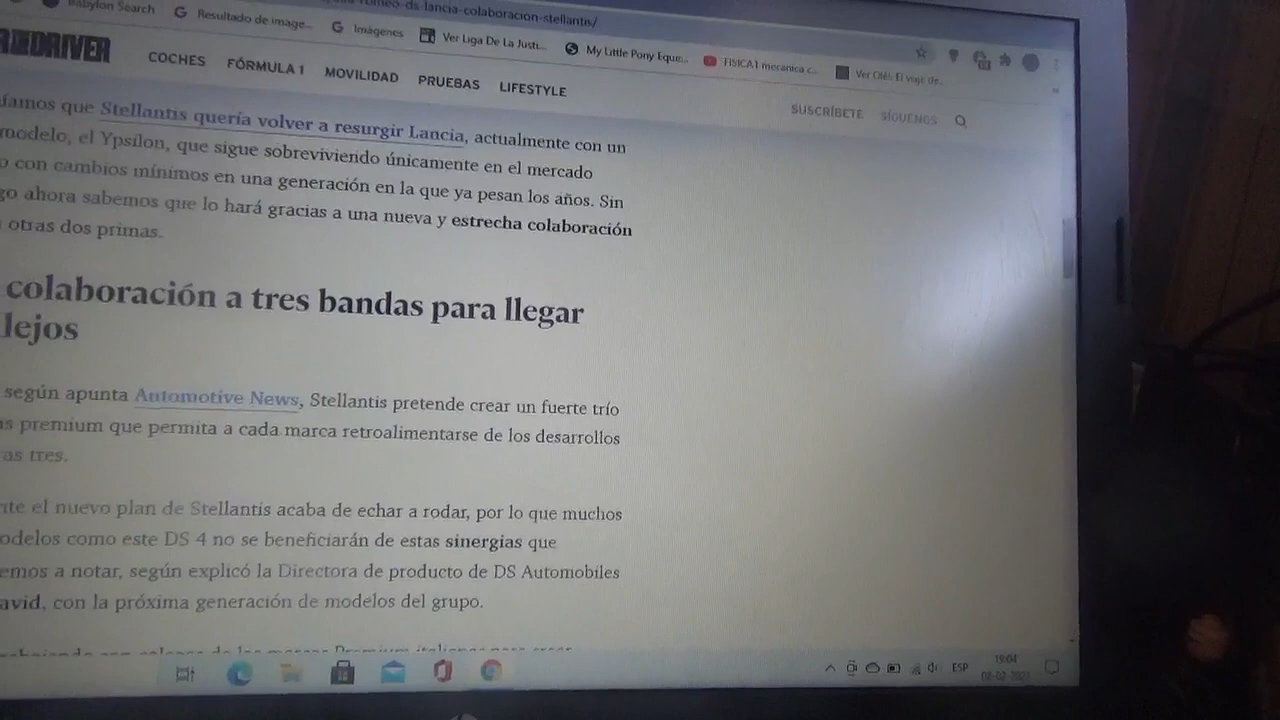 romeo-ds-lancia-colaboracion-stellantis/
Babylon Search Resultado de image... Imágenes Ver Liga De La Justi... My Little Pony Eque... FISICA1 mecanica c... Ver Olé! El viaje de...
DRIVER COCHES FÓRMULA 1 MOVILIDAD PRUEBAS LIFESTYLE SUSCRÍBETE SÍGUENOS
que Stellantis quería volver a resurgir Lancia, actualmente con un
modelo, el Ypsilon, que sigue sobreviviendo únicamente en el mercado
con cambios mínimos en una generación en la que ya pesan los años. Sin
ahora sabemos que lo hará gracias a una nueva y estrecha colaboración
otras dos primas.
colaboración a tres bandas para llegar
lejos
según apunta Automotive News, Stellantis pretende crear un fuerte trío
premium que permita a cada marca retroalimentarse de los desarrollos
as tres.
el nuevo plan de Stellantis acaba de echar a rodar, por lo que muchos
odelos como este DS 4 no se beneficiarán de estas sinergias que
emos a notar, según explicó la Directora de producto de DS Automobiles
avid, con la próxima generación de modelos del grupo.
ESP 19:04